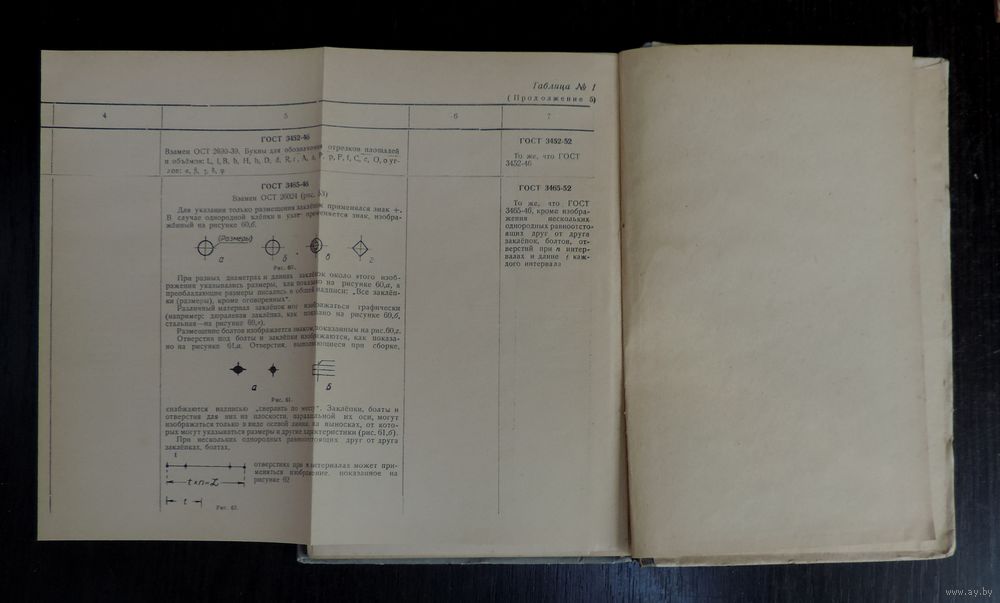 Таблица № 1
(Продолжение 5)
4 5 6 7
ГОСТ 3452-46
Взамен ОСТ 2690-39. Буквы для обозначения отрезков площадей
и объёмов: L, l, B, b, H, h, D, d, R, r, A, a, P, p, F, f, C, c, O, o уг-
лов: α, β, γ, δ, φ
ГОСТ 3452-52
То же, что ГОСТ
3452-46
ГОСТ 3465-46
Взамен ОСТ 26024 (рис.
Для указания только размещения заклёпок применялся знак +.
В случае однородной клёпки в узле применяется знак, изобра-
жённый на рисунке 60,б.
(Размеры)
а б в г
Рис. 60.
При разных диаметрах и длинах заклёпок около этого изоб-
ражения указывались размеры, как показано на рисунке 60,а, а
преобладающие размеры писались в общей надписи: „Все заклёп-
ки (размеры), кроме оговоренных".
Различный материал заклёпок мог изображаться графически
(например: дюралевая заклёпка, как показано на рисунке 60,б,
стальная—на рисунке 60,в).
Размещение болтов изображается знаком, показанным на рис. 60,г.
Отверстия под болты и заклёпки изображаются, как показа-
но на рисунке 61,а. Отверстия, выполняющиеся при сборке,
а б
Рис. 61.
снабжаются надписью „сверлить по месту". Заклёпки, болты и
отверстия для них на плоскости, параллельной их оси, могут
изображаться только в виде осевой линии, на выносках, от кото-
рых могут указываться размеры и другие характеристики (рис. 61,б).
При нескольких однородных равноотстоящих друг от друга
заклёпках, болтах,
t
отверстиях при n интервалах может при-
меняться изображение, показанное на
рисунке 62
t×n=L
t
Рис. 62.
ГОСТ 3465-52
То же, что ГОСТ
3465-46, кроме изобра-
жения нескольких
однородных равноотсто-
ящих друг от друга
заклёпок, болтов, от-
верстий при n интер-
валах и длине t каж-
дого интервала
www.ay.by